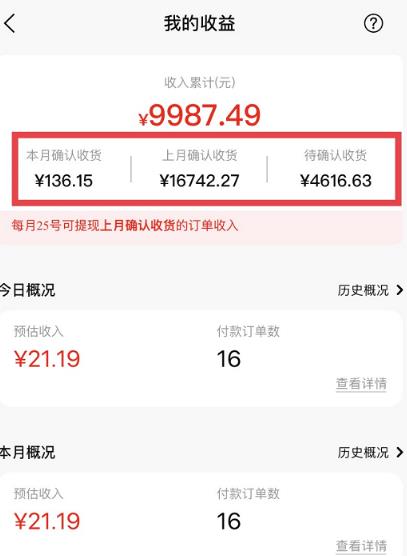 我的收益
收入累计(元)
¥9987.49
本月确认收货 上月确认收货 待确认收货
¥136.15 ¥16742.27 ¥4616.63
每月25号可提现上月确认收货的订单收入
今日概况 历史概况
预估收入 付款订单数
¥21.19 16
查看详情
本月概况 历史概况
预估收入 付款订单数
¥21.19 16
查看详情